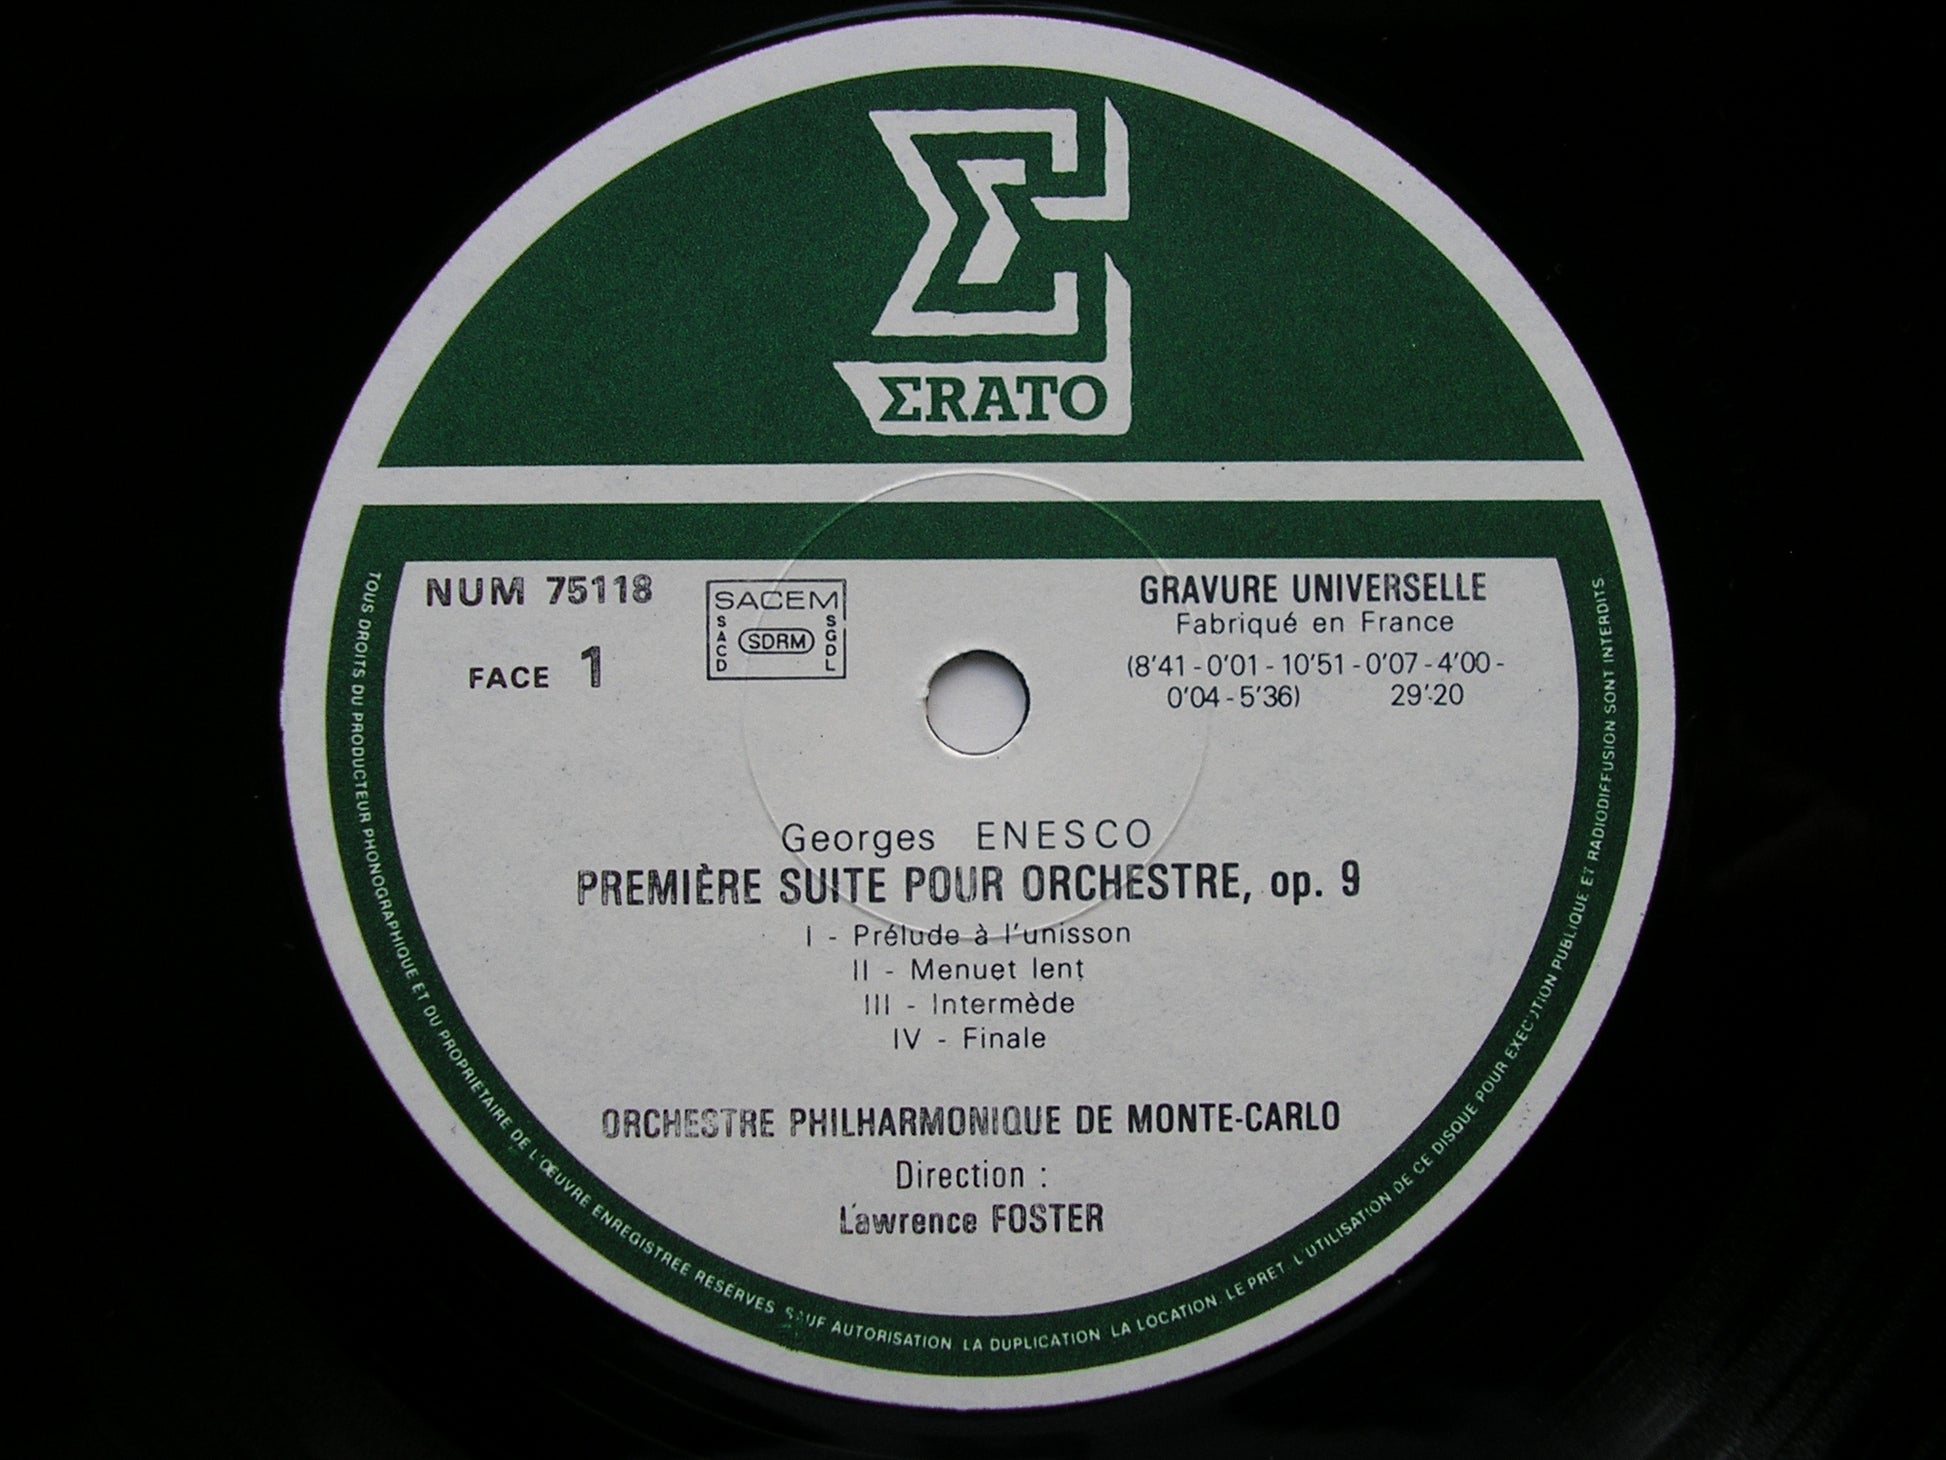 ΣRATO
NUM 75118
FACE 1
SACEM
SACD
SDRM
SGDL
GRAVURE UNIVERSELLE
Fabriqué en France
(8'41 - 0'01 - 10'51 - 0'07 - 4'00 -
0'04 - 5'36) 29'20
Georges ENESCO
PREMIÈRE SUITE POUR ORCHESTRE, op. 9
I - Prélude à l'unisson
II - Menuet lent
III - Intermède
IV - Finale
ORCHESTRE PHILHARMONIQUE DE MONTE-CARLO
Direction :
Lawrence FOSTER
TOUS DROITS DU PRODUCTEUR PHONOGRAPHIQUE ET DU PROPRIETAIRE DE L'ŒUVRE ENREGISTREE RESERVES. SAUF AUTORISATION LA DUPLICATION LA LOCATION. LE PRET. L'UTILISATION DE CE DISQUE POUR EXECUTION PUBLIQUE ET RADIODIFFUSION SONT INTERDITS.